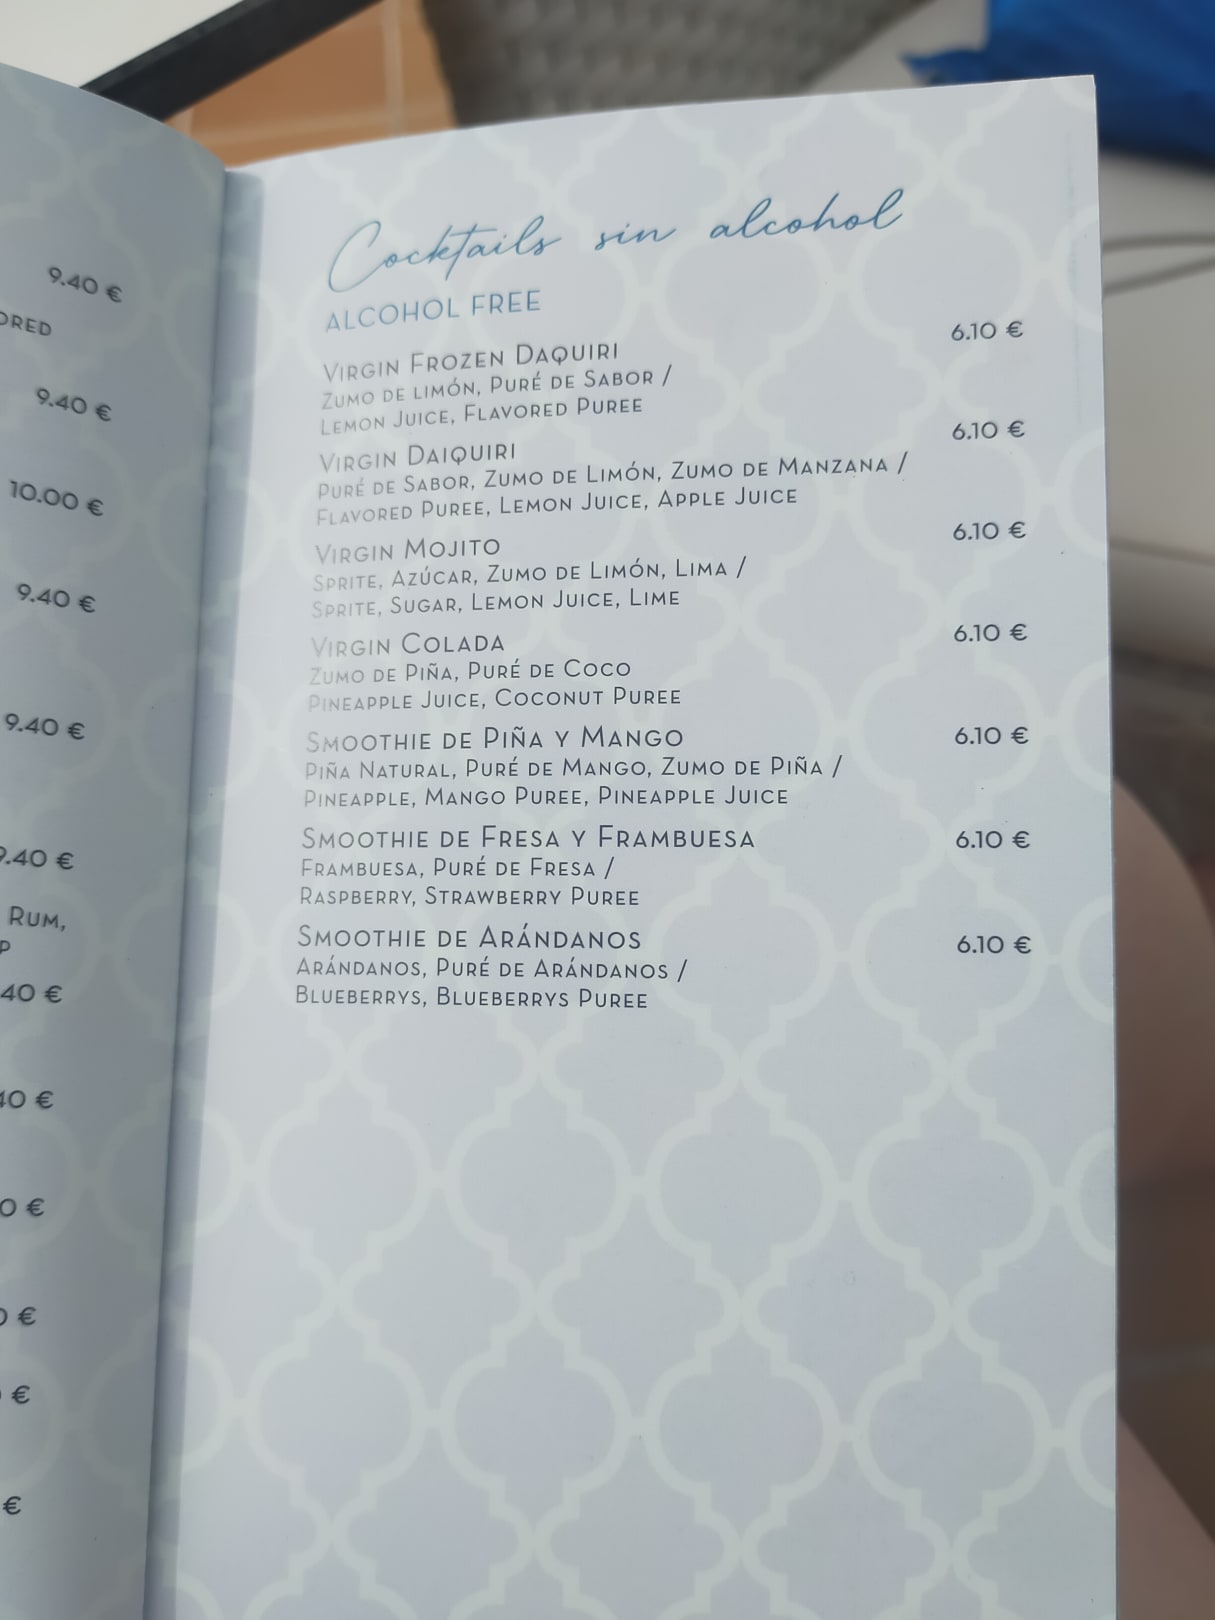 9.40 €
ORED
9.40 €
10.00 €
9.40 €
9.40 €
9.40 €
RUM,
P
40 €
40 €
0 €
0 €
€
€
Cocktails sin alcohol
ALCOHOL FREE
VIRGIN FROZEN DAQUIRI 6.10 €
ZUMO DE LIMÓN, PURÉ DE SABOR /
LEMON JUICE, FLAVORED PUREE
VIRGIN DAIQUIRI 6.10 €
PURÉ DE SABOR, ZUMO DE LIMÓN, ZUMO DE MANZANA /
FLAVORED PUREE, LEMON JUICE, APPLE JUICE
VIRGIN MOJITO 6.10 €
SPRITE, AZÚCAR, ZUMO DE LIMÓN, LIMA /
SPRITE, SUGAR, LEMON JUICE, LIME
VIRGIN COLADA 6.10 €
ZUMO DE PIÑA, PURÉ DE COCO
PINEAPPLE JUICE, COCONUT PUREE
SMOOTHIE DE PIÑA Y MANGO 6.10 €
PIÑA NATURAL, PURÉ DE MANGO, ZUMO DE PIÑA /
PINEAPPLE, MANGO PUREE, PINEAPPLE JUICE
SMOOTHIE DE FRESA Y FRAMBUESA 6.10 €
FRAMBUESA, PURÉ DE FRESA /
RASPBERRY, STRAWBERRY PUREE
SMOOTHIE DE ARÁNDANOS 6.10 €
ARÁNDANOS, PURÉ DE ARÁNDANOS /
BLUEBERRYS, BLUEBERRYS PUREE